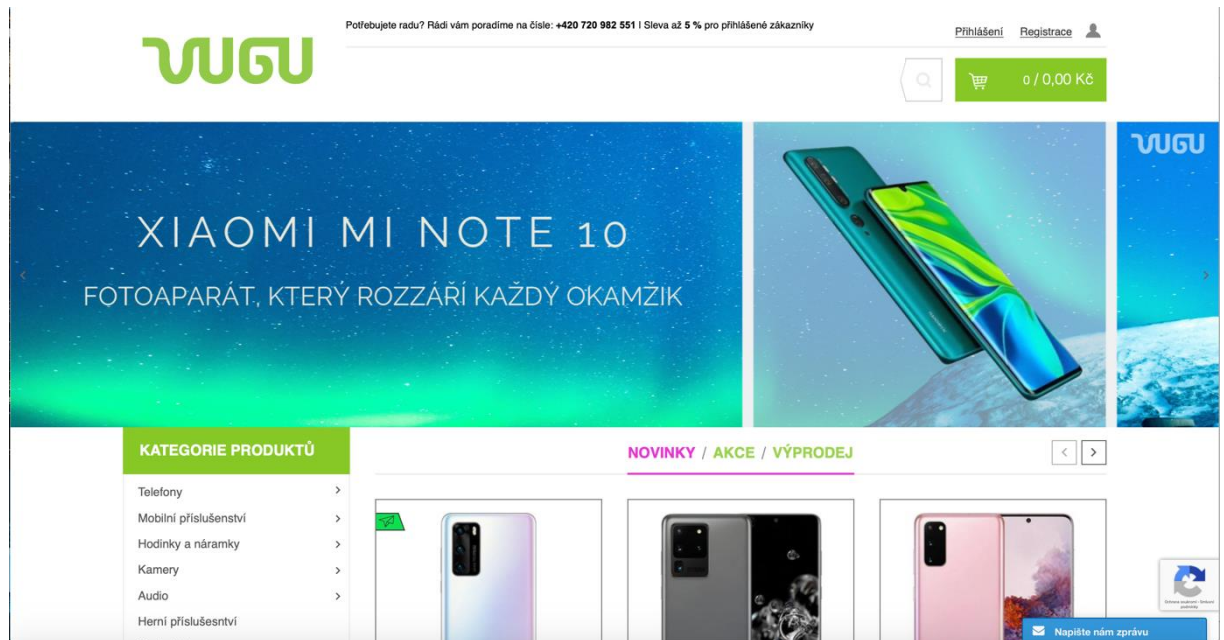 Potřebujete radu? Rádi vám poradíme na čísle: +420 720 982 551 | Sleva až 5 % pro přihlášené zákazníky
Přihlášení Registrace
VUGU
0 / 0,00 Kč
VUGU
XIAOMI MI NOTE 10
FOTOAPARÁT, KTERÝ ROZZÁŘÍ KAŽDÝ OKAMŽIK
KATEGORIE PRODUKTŮ
NOVINKY / AKCE / VÝPRODEJ
Telefony
Mobilní příslušenství
Hodinky a náramky
Kamery
Audio
Herní příslušesntví
Napište nám zprávu